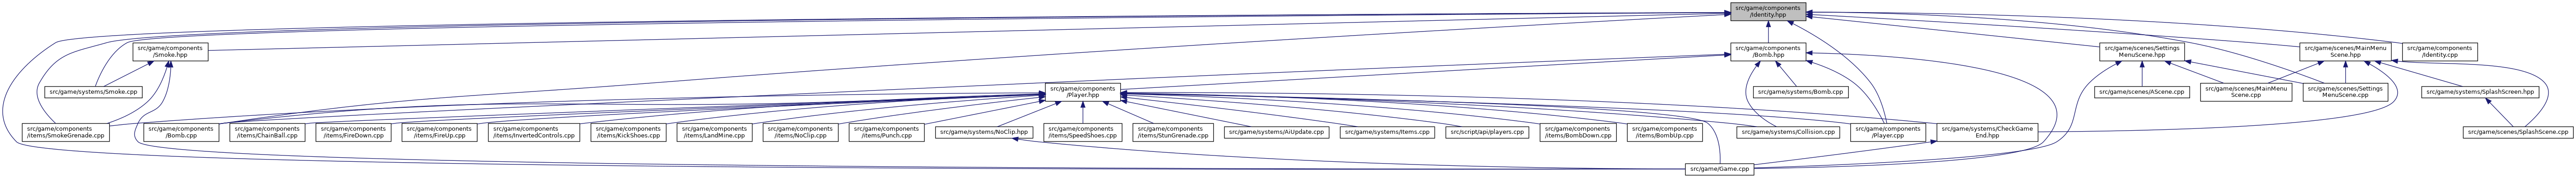 src/game/components
/Identity.hpp
src/game/components
/Smoke.hpp
src/game/components
/Bomb.hpp
src/game/scenes/Settings
MenuScene.hpp
src/game/scenes/MainMenu
Scene.hpp
src/game/components
/Identity.cpp
src/game/systems/Smoke.cpp
src/game/components
/Player.hpp
src/game/systems/Bomb.cpp
src/game/scenes/AScene.cpp
src/game/scenes/MainMenu
Scene.cpp
src/game/scenes/Settings
MenuScene.cpp
src/game/systems/SplashScreen.hpp
src/game/components
/items/SmokeGrenade.cpp
src/game/components
/Bomb.cpp
src/game/components
/items/ChainBall.cpp
src/game/components
/items/FireDown.cpp
src/game/components
/items/FireUp.cpp
src/game/components
/items/InvertedControls.cpp
src/game/components
/items/KickShoes.cpp
src/game/components
/items/LandMine.cpp
src/game/components
/items/NoClip.cpp
src/game/components
/items/Punch.cpp
src/game/systems/NoClip.hpp
src/game/components
/items/SpeedShoes.cpp
src/game/components
/items/StunGrenade.cpp
src/game/systems/AiUpdate.cpp
src/game/systems/Items.cpp
src/script/api/players.cpp
src/game/components
/items/BombDown.cpp
src/game/components
/items/BombUp.cpp
src/game/systems/Collision.cpp
src/game/components
/Player.cpp
src/game/systems/CheckGame
End.hpp
src/game/scenes/SplashScene.cpp
src/game/Game.cpp